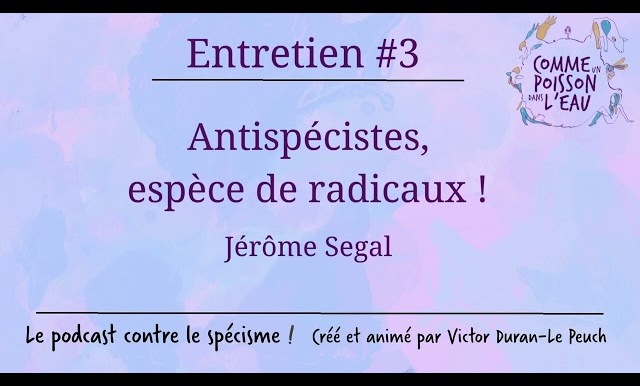 Entretien #3
COMME UN
POISSON
DANS L'EAU
Antispécistes,
espèce de radicaux !
Jérôme Segal
Le podcast contre le spécisme ! Créé et animé par Victor Duran-Le Peuch